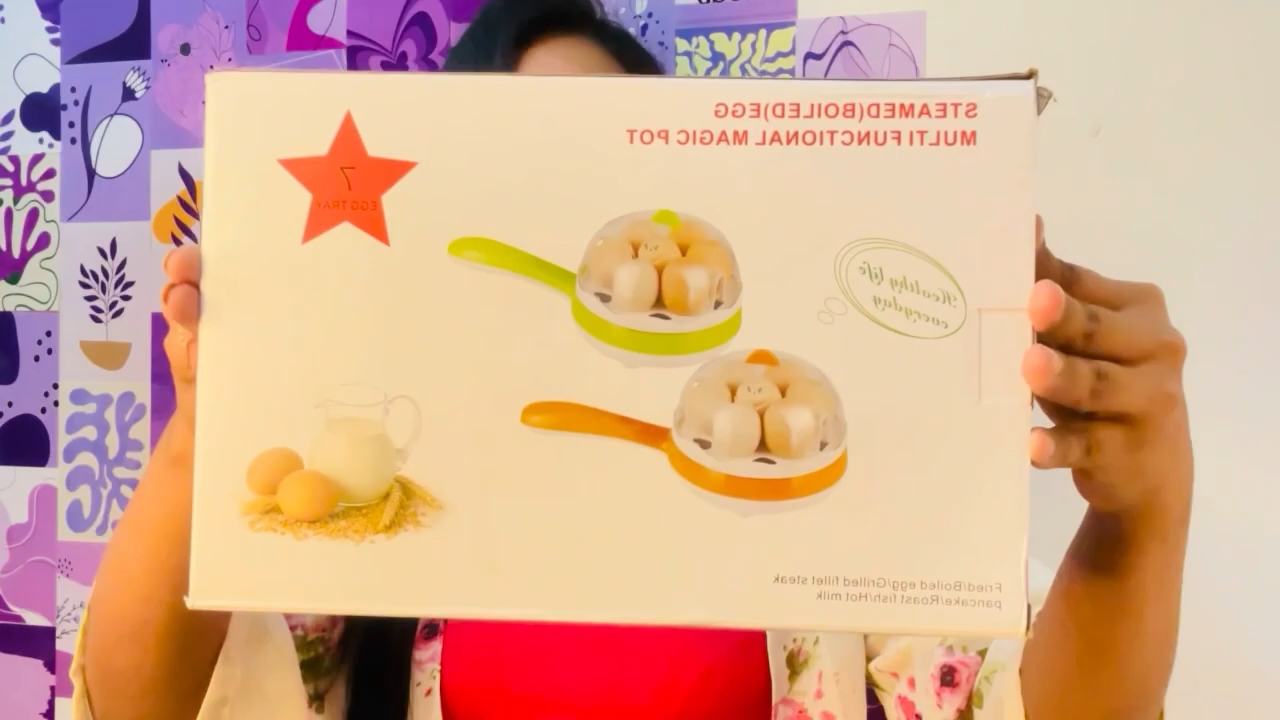 STEAMED(BOILED)EGG
MULTI FUNCTIONAL MAGIC POT
7
EGG TRAY
Healthy life
everyday
Fried/Boiled egg/Grilled fillet steak
pancake/Roast fish/Hot milk